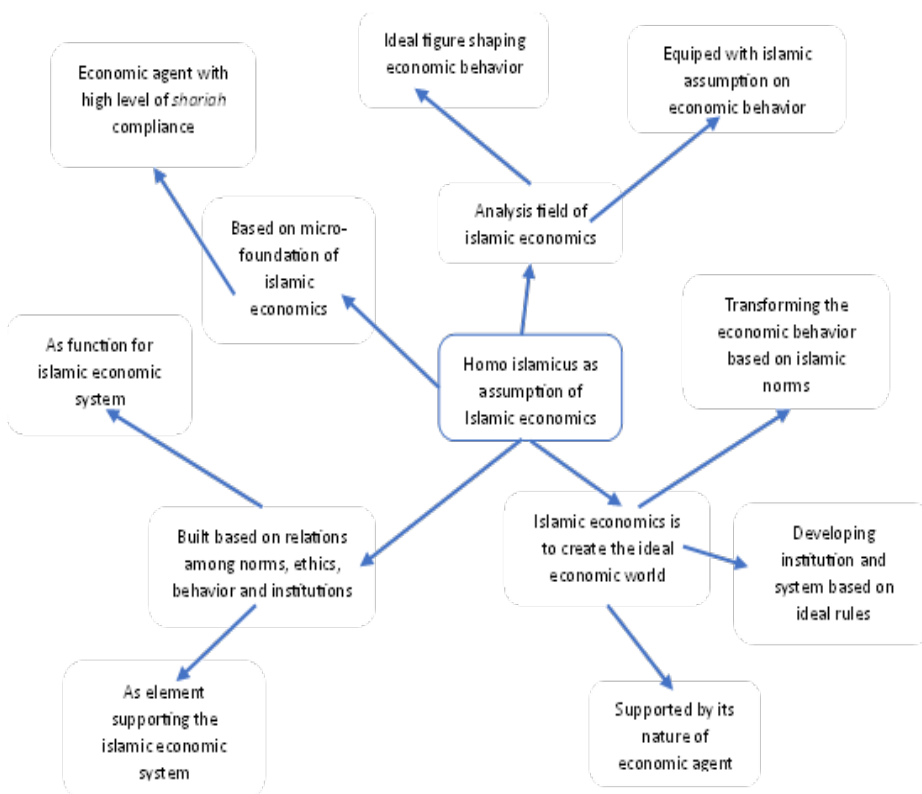 Ideal figure shaping
economic behavior
Equiped with islamic
assumption on
economic behavior
Economic agent with
high level of shariah
compliance
Analysis field of
islamic economics
Based on micro-
foundation of
islamic
economics
Transforming the
economic behavior
based on islamic
norms
As function for
islamic economic
system
Homo islamicus as
assumption of
Islamic economics
Built based on relations
among norms, ethics,
behavior and institutions
Islamic economics is
to create the ideal
economic world
Developing
institution and
system based on
ideal rules
As element
supporting the
islamic economic
system
Supported by its
nature of
economic agent